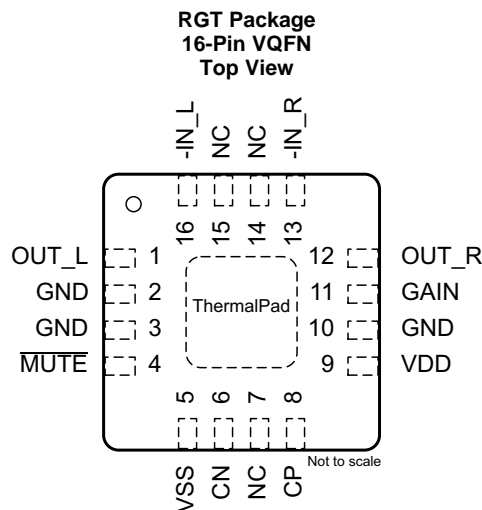 RGT Package
16-Pin VQFN
Top View
-IN_L
NC
NC
-IN_R
16
15
14
13
OUT_L 1
12 OUT_R
GND 2
11 GAIN
ThermalPad
GND 3
10 GND
MUTE 4
9 VDD
5
6
7
8
VSS
CN
NC
CP
Not to scale